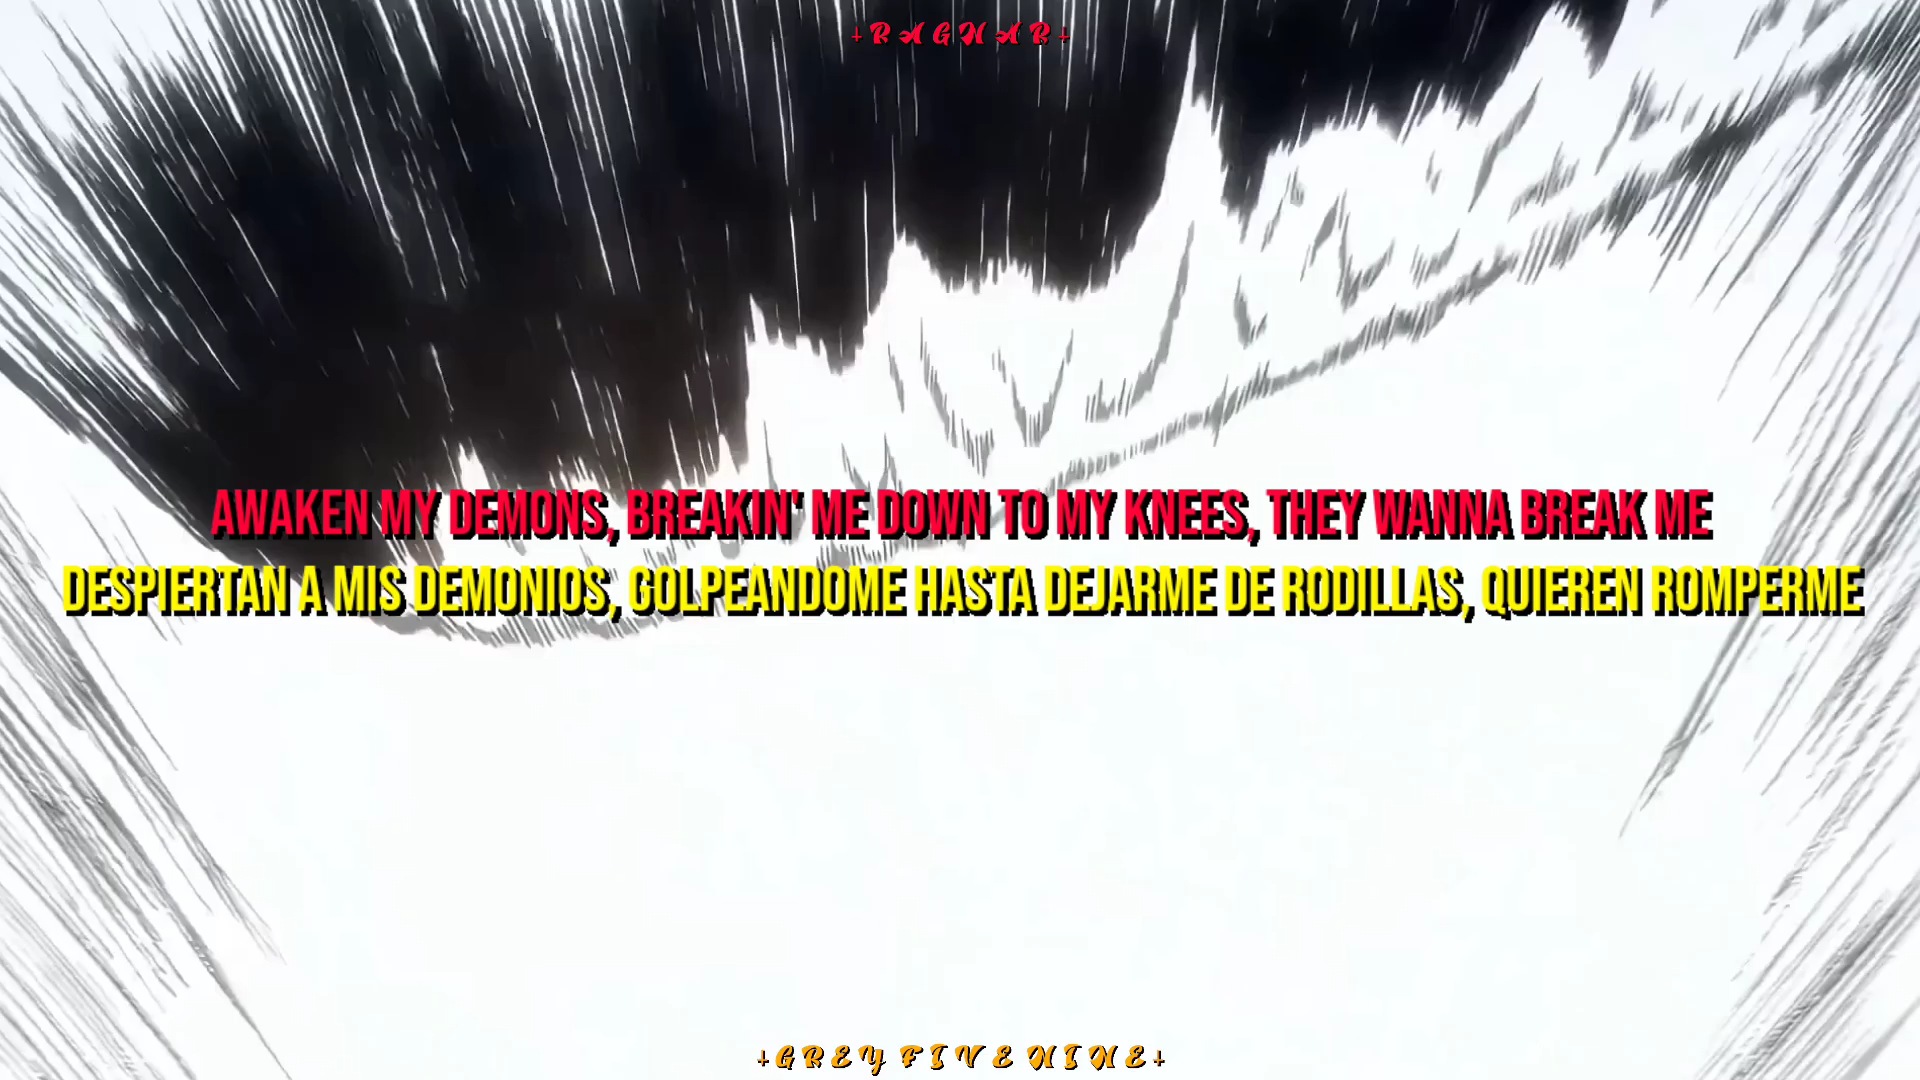 +RAGNAR+
AWAKEN MY DEMONS, BREAKIN' ME DOWN TO MY KNEES, THEY WANNA BREAK ME
DESPIERTAN A MIS DEMONIOS, GOLPEANDOME HASTA DEJARME DE RODILLAS, QUIEREN ROMPERME
+GREY FIVE NINE+